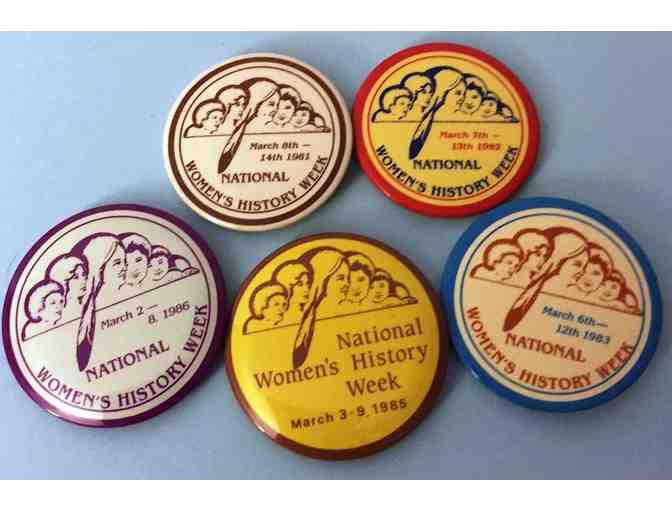 March 8th —
14th 1981
NATIONAL
WOMEN'S HISTORY WEEK
March 7th —
13th 1982
NATIONAL
WOMEN'S HISTORY WEEK
March 2 —
8, 1986
NATIONAL
WOMEN'S HISTORY WEEK
National
Women's History
Week
March 3-9, 1985
March 6th —
12th 1983
NATIONAL
WOMEN'S HISTORY WEEK